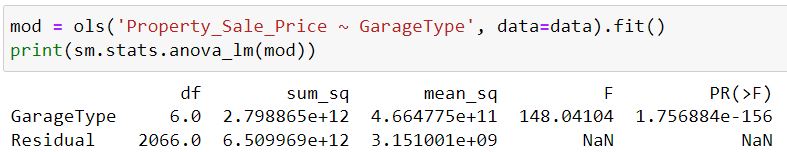 mod = ols('Property_Sale_Price ~ GarageType', data=data).fit()
print(sm.stats.anova_lm(mod))
df sum_sq mean_sq F PR(>F)
GarageType 6.0 2.798865e+12 4.664775e+11 148.04104 1.756884e-156
Residual 2066.0 6.509969e+12 3.151001e+09 NaN NaN